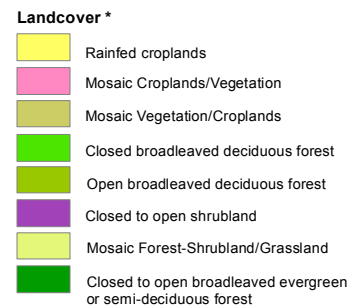 Landcover *
Rainfed croplands
Mosaic Croplands/Vegetation
Mosaic Vegetation/Croplands
Closed broadleaved deciduous forest
Open broadleaved deciduous forest
Closed to open shrubland
Mosaic Forest-Shrubland/Grassland
Closed to open broadleaved evergreen
or semi-deciduous forest